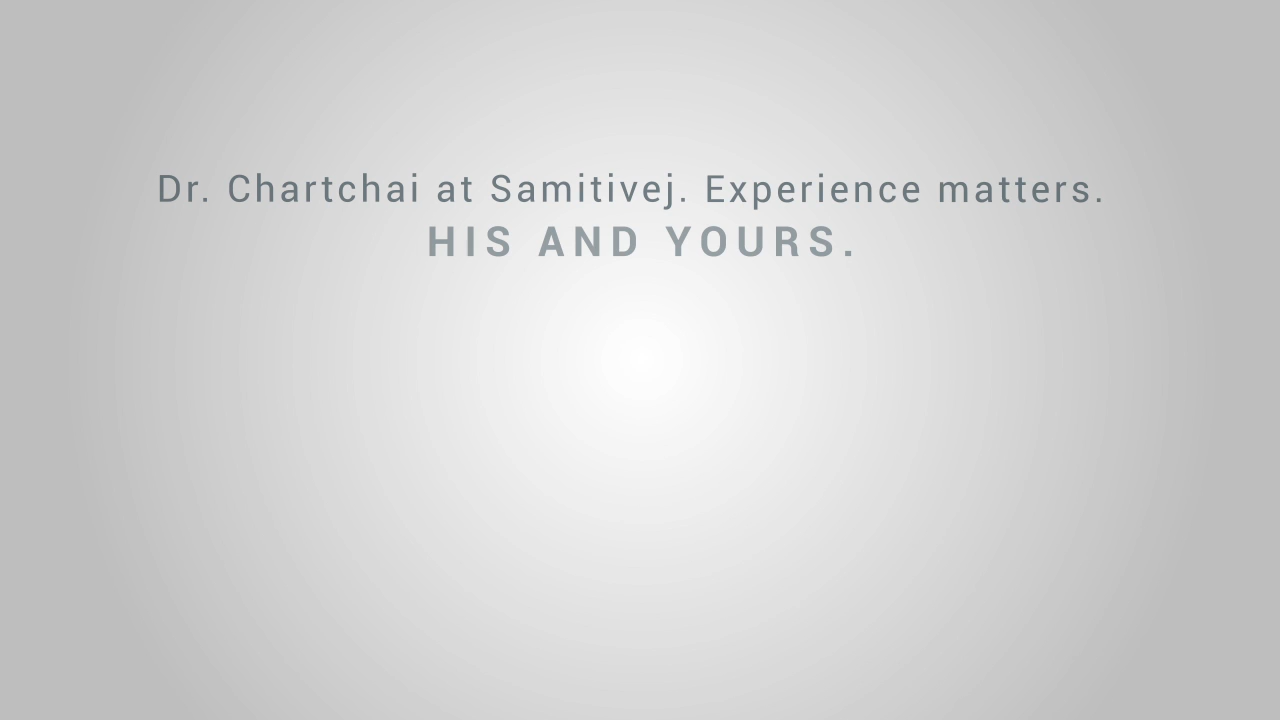 Dr. Chartchai at Samitivej. Experience matters.
HIS AND YOURS.